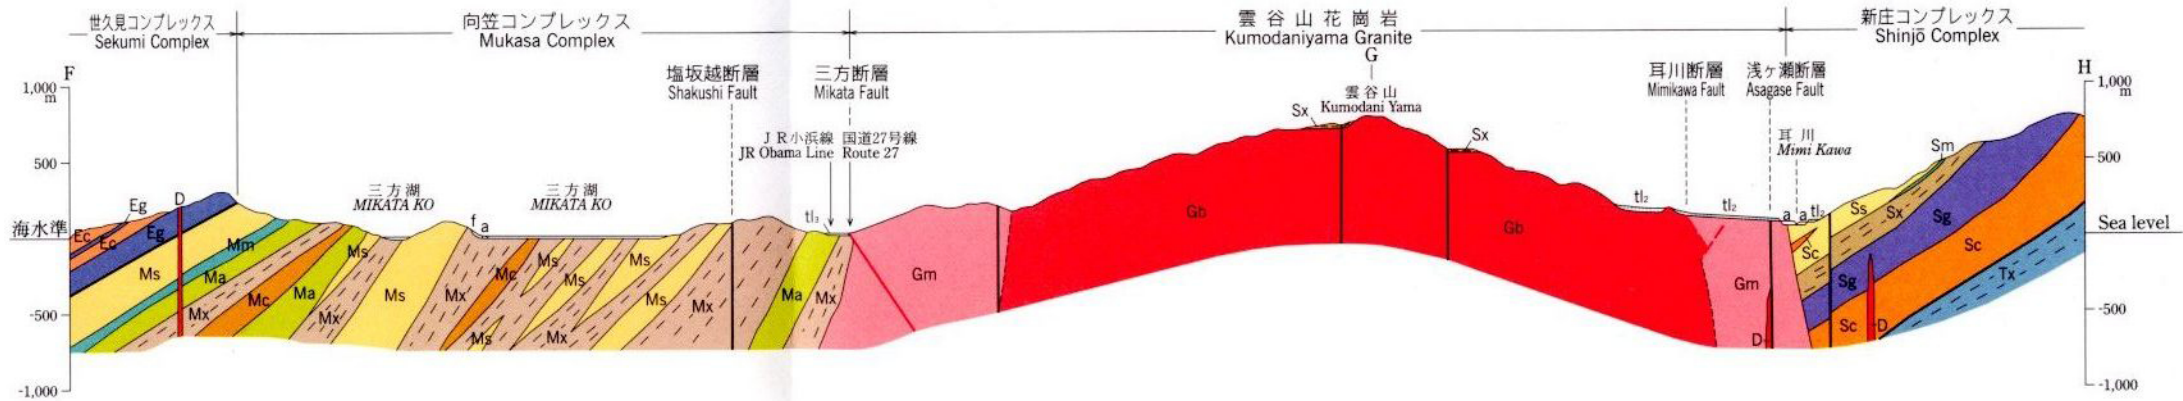 世久見コンプレックス
Sekumi Complex
向笠コンプレックス
Mukasa Complex
雲谷山花崗岩
Kumodaniyama Granite
新庄コンプレックス
Shinjō Complex
F
G
H
1,000
m
500
海水準
-500
-1,000
塩坂越断層
Shakushi Fault
三方断層
Mikata Fault
耳川断層
Mimikawa Fault
浅ヶ瀬断層
Asagase Fault
雲谷山
Kumodani Yama
JR小浜線
JR Obama Line
国道27号線
Route 27
耳川
Mimi Kawa
三方湖
MIKATA KO
三方湖
MIKATA KO
1,000
m
500
Sea level
-500
-1,000
Eg
D
Ec
Ec
Eg
Mm
Ms
Ma
Mx
Mc
Ma
Mx
Ms
Ms
f
a
Mx
Mc
Ms
Ms
Ms
Ms
Ms
Mx
Mx
tl3
Ma
Mx
Gm
Gb
Sx
Sx
Gb
tl2
tl2
Gm
D
a
a
tl2
Sc
Ss
Sx
Sm
Sg
Sg
Sc
Sc
D
Tx